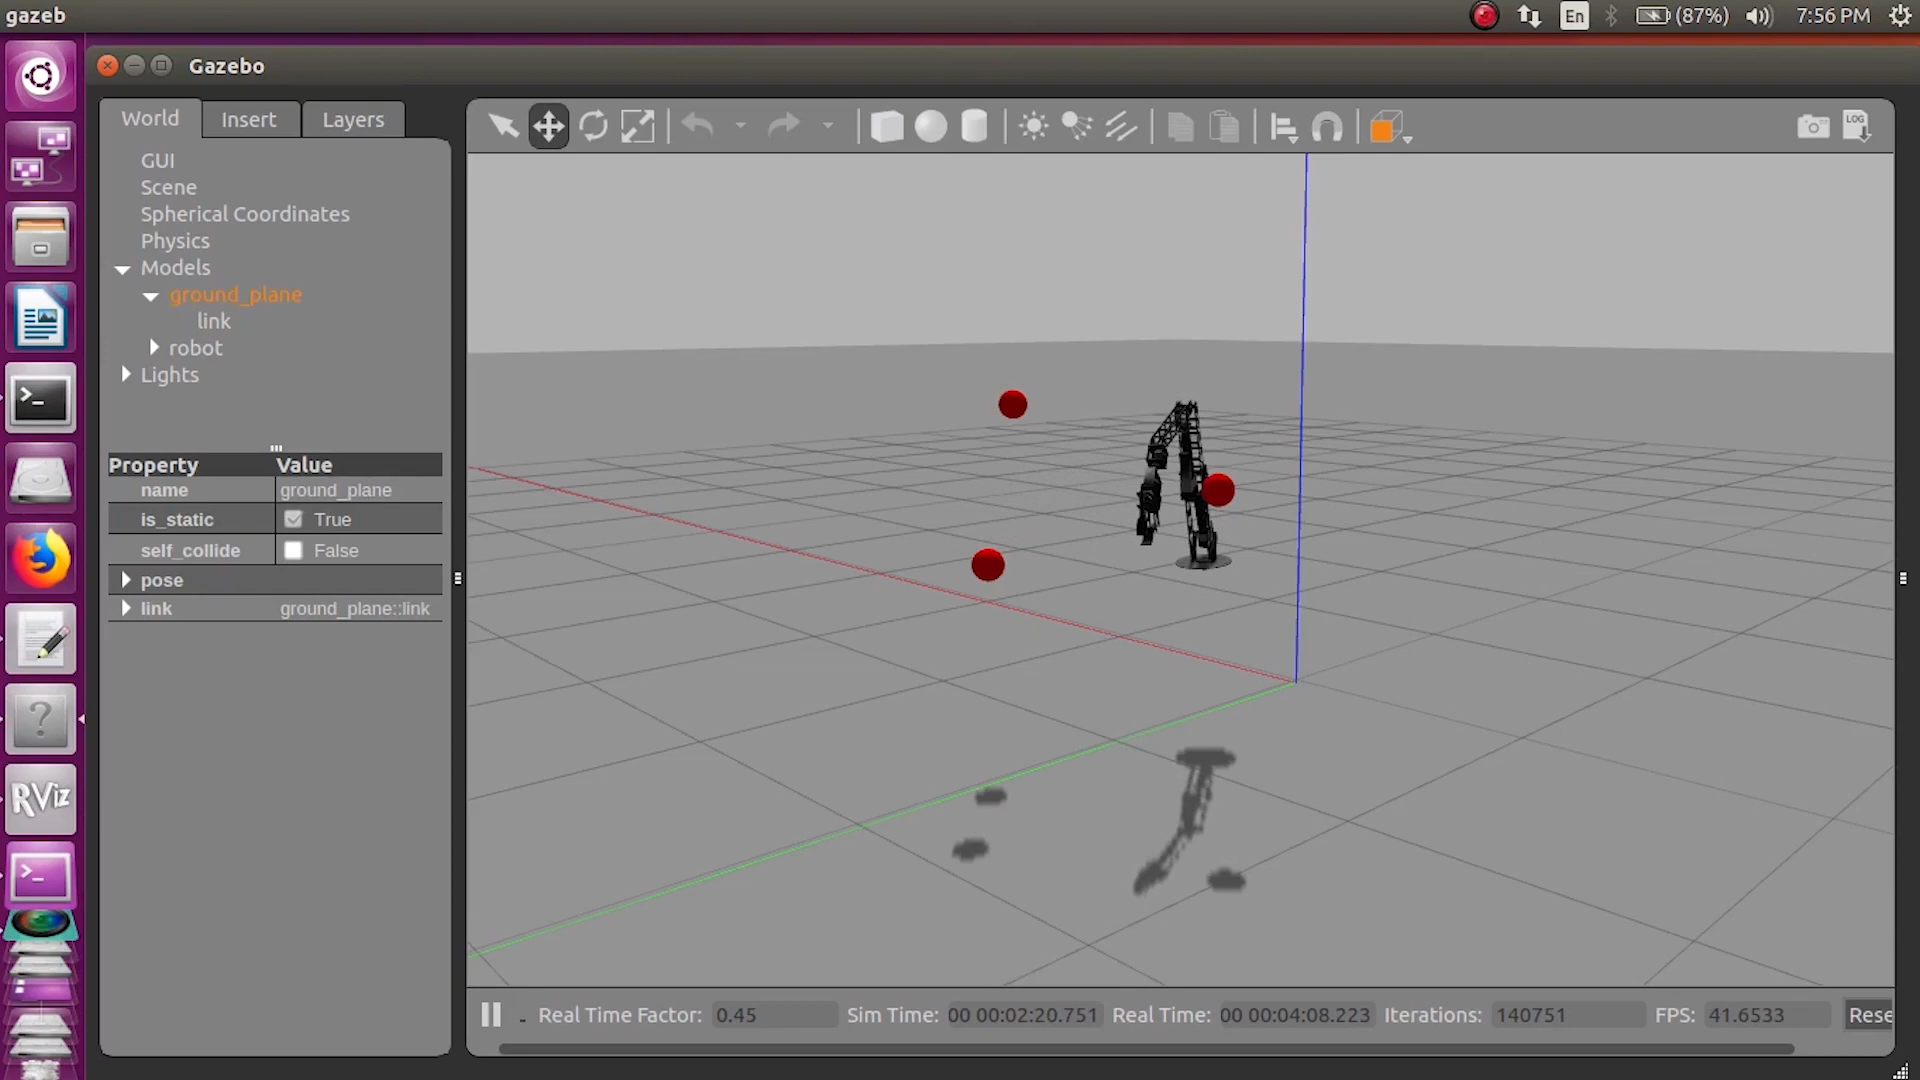 gazeb
En
(87%)
7:56 PM
Gazebo
World
Insert
Layers
LOG
GUI
Scene
Spherical Coordinates
Physics
Models
ground_plane
link
robot
Lights
Property Value
name ground_plane
is_static True
self_collide False
pose
link ground_plane::link
>_
?
RViz
>_
Real Time Factor: 0.45 Sim Time: 00 00:02:20.751 Real Time: 00 00:04:08.223 Iterations: 140751 FPS: 41.6533 Rese